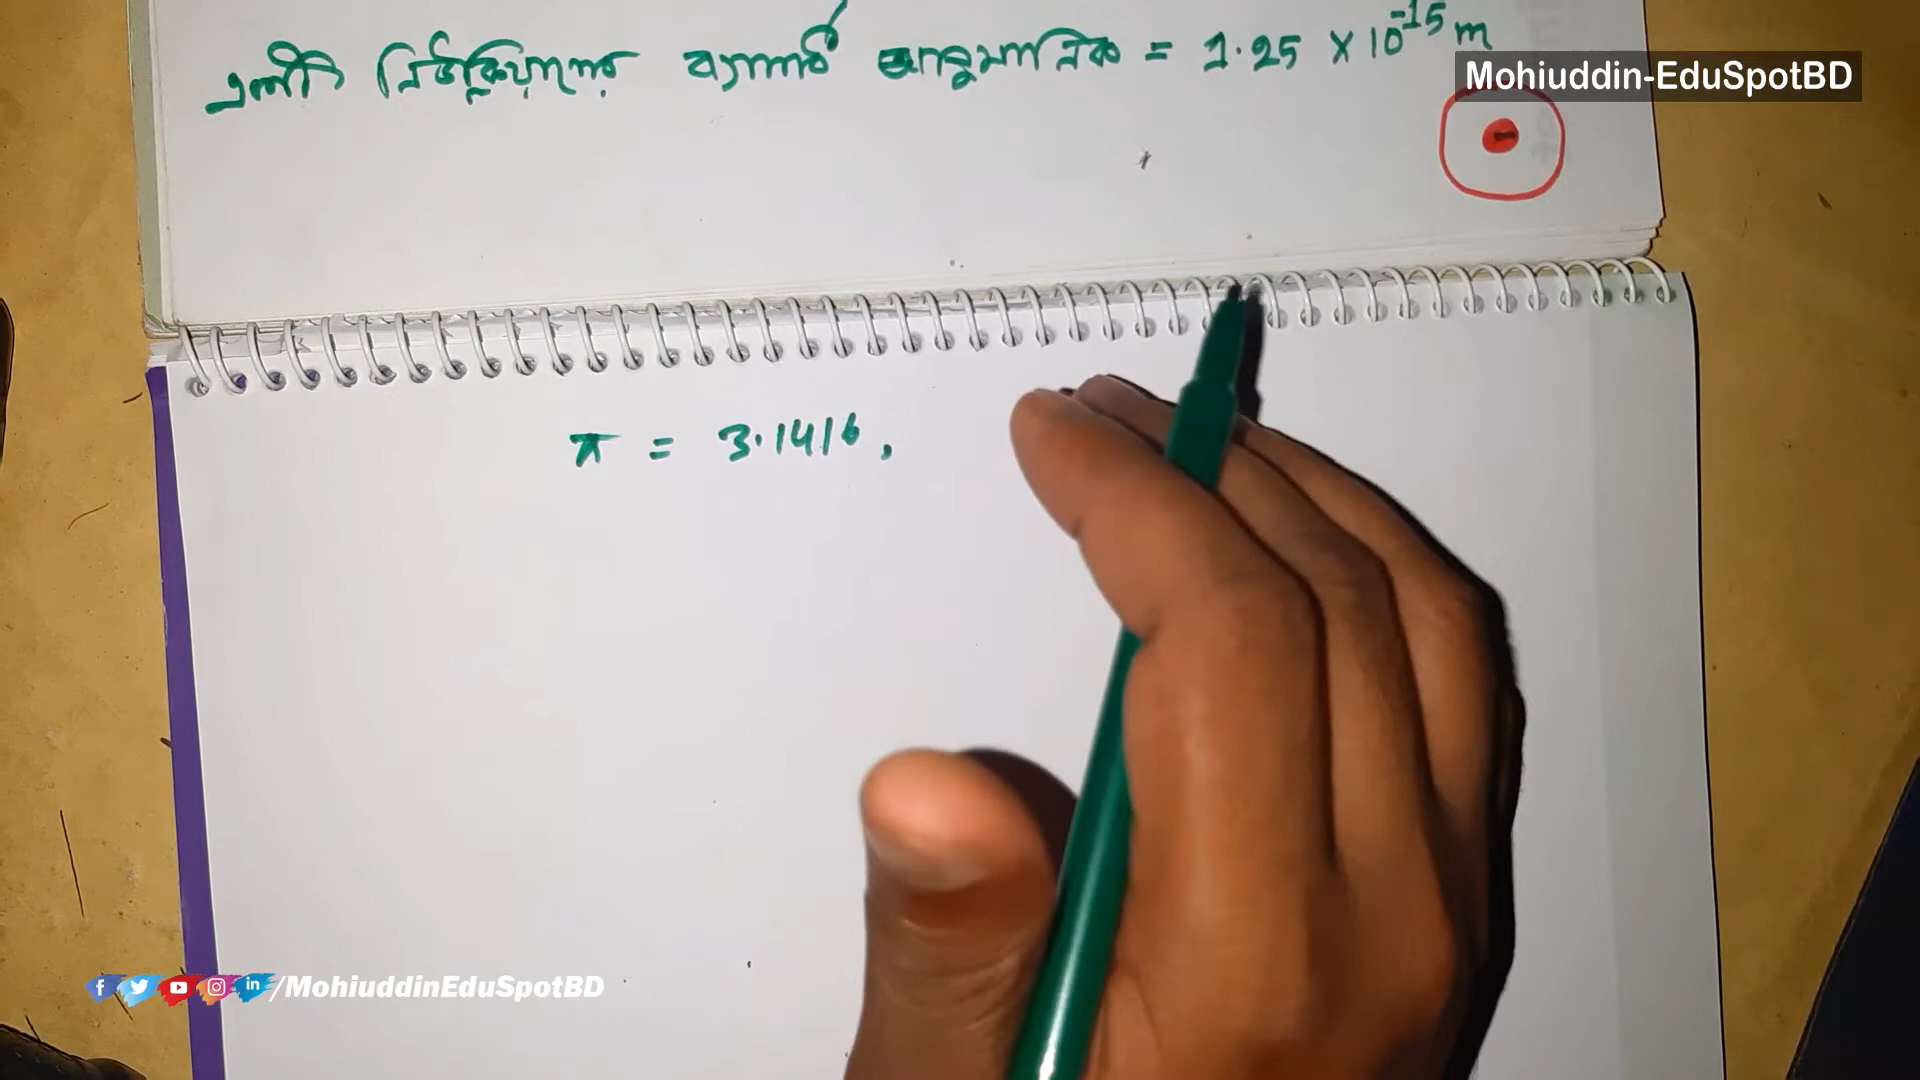 একটি নিউক্লিয়াসের ব্যাসার্ধ আনুমানিক = 1.25 × 10⁻¹⁵ m
Mohiuddin-EduSpotBD
π = 3.1416,
/MohiuddinEduSpotBD